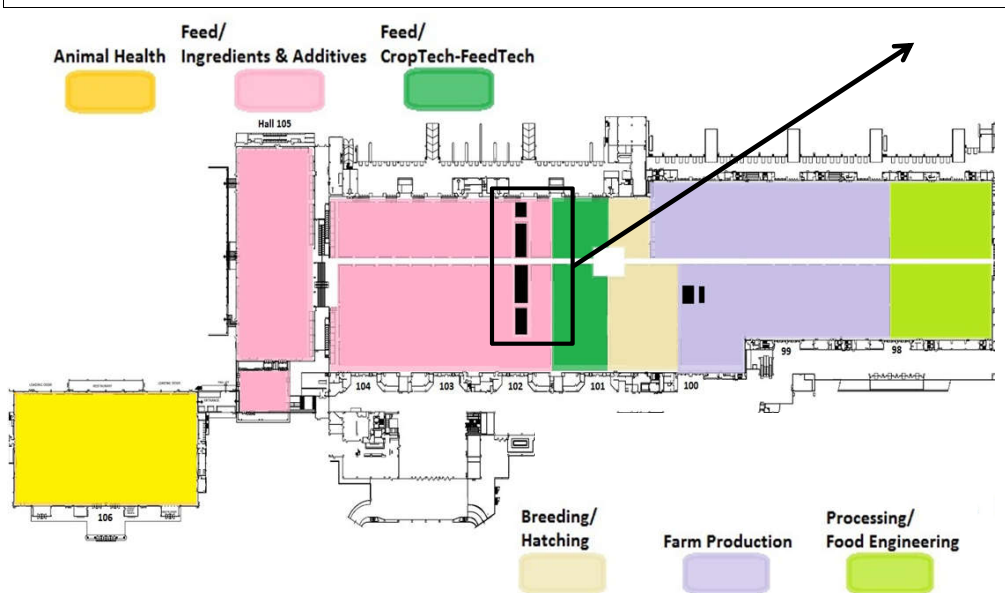 Feed/
Animal Health
Ingredients & Additives
Feed/
CropTech-FeedTech
Hall 105
99
98
104
103
102
101
100
RESTAURANT
106
Breeding/
Hatching
Farm Production
Processing/
Food Engineering